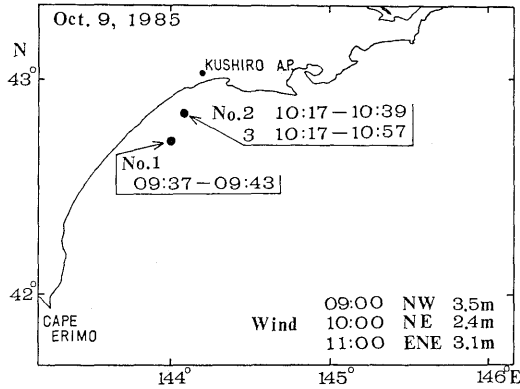 Oct. 9, 1985
N
43°
KUSHIRO A.P.
No.2 10:17–10:39
3 10:17–10:57
No.1
09:37–09:43
42°
CAPE
ERIMO
Wind
09:00 NW 3.5m
10:00 NE 2.4m
11:00 ENE 3.1m
144° 145° 146°E